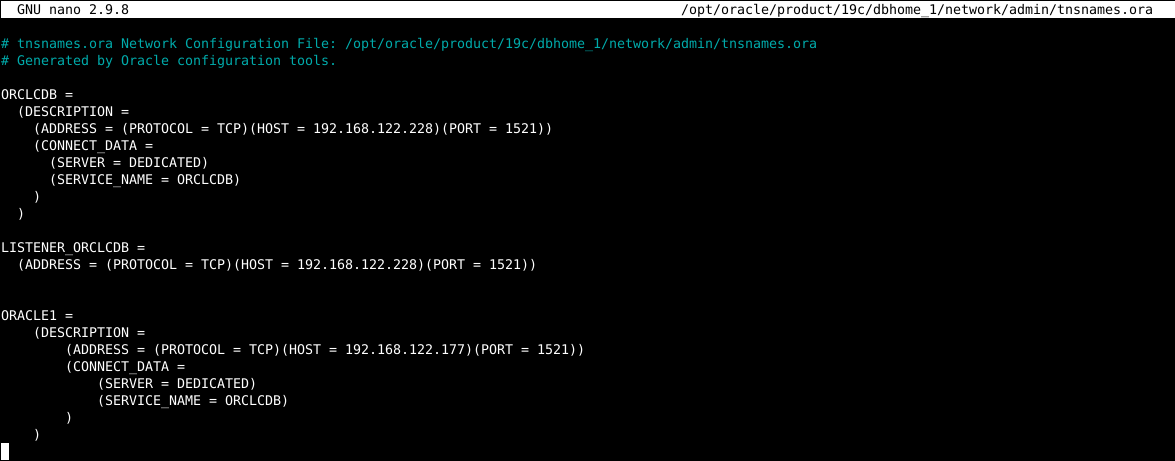 GNU nano 2.9.8 /opt/oracle/product/19c/dbhome_1/network/admin/tnsnames.ora
# tnsnames.ora Network Configuration File: /opt/oracle/product/19c/dbhome_1/network/admin/tnsnames.ora
# Generated by Oracle configuration tools.
ORCLCDB =
  (DESCRIPTION =
    (ADDRESS = (PROTOCOL = TCP)(HOST = 192.168.122.228)(PORT = 1521))
    (CONNECT_DATA =
      (SERVER = DEDICATED)
      (SERVICE_NAME = ORCLCDB)
    )
  )
LISTENER_ORCLCDB =
  (ADDRESS = (PROTOCOL = TCP)(HOST = 192.168.122.228)(PORT = 1521))
ORACLE1 =
    (DESCRIPTION =
        (ADDRESS = (PROTOCOL = TCP)(HOST = 192.168.122.177)(PORT = 1521))
        (CONNECT_DATA =
            (SERVER = DEDICATED)
            (SERVICE_NAME = ORCLCDB)
        )
    )